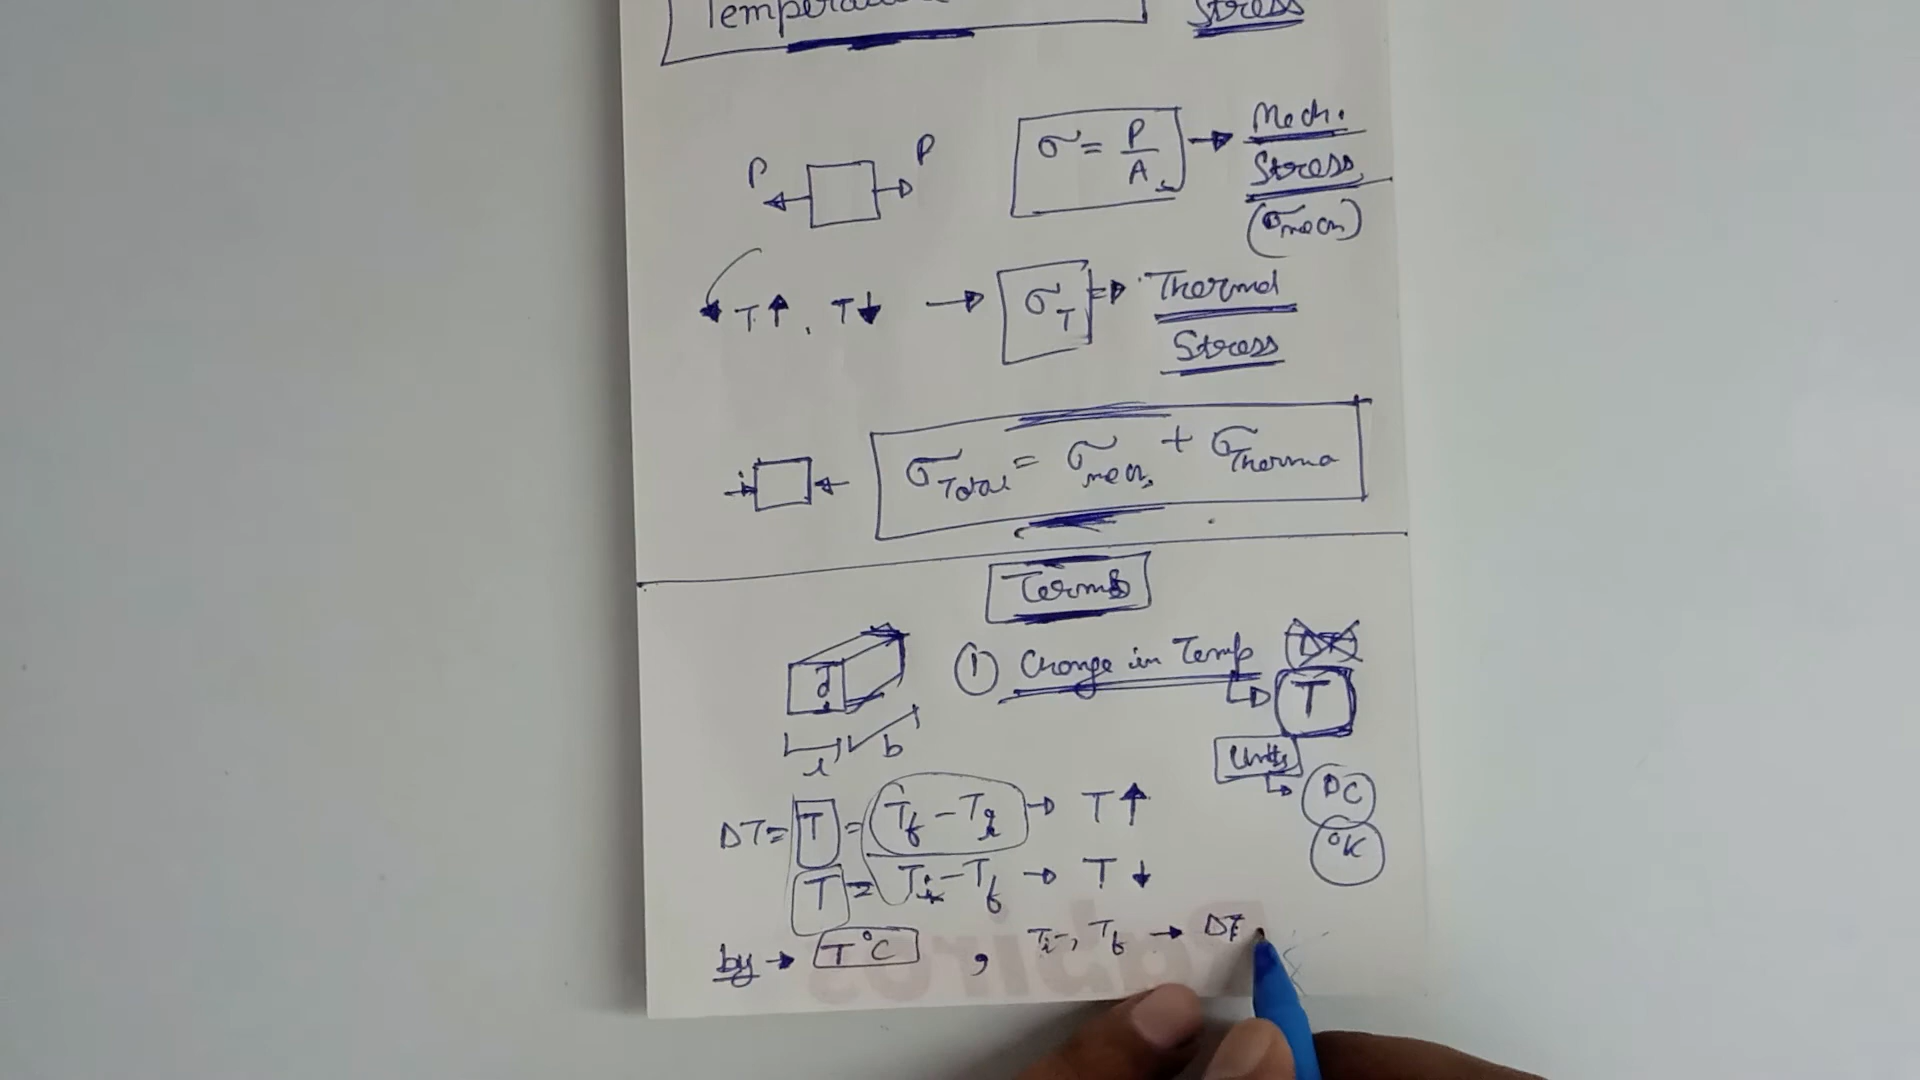 Stress
P P σ = P/A → Mech.
Stress
(σmech)
T↑, T↓ → σT ⇒ Thermal
Stress
σTotal = σmech + σThermal
Terms
① Change in Temp
T
d
l b
Units
°C
°K
ΔT = T = Tf - Ti → T↑
T = Ti - Tf → T↓
by → T°C , Ti, Tf → ΔT